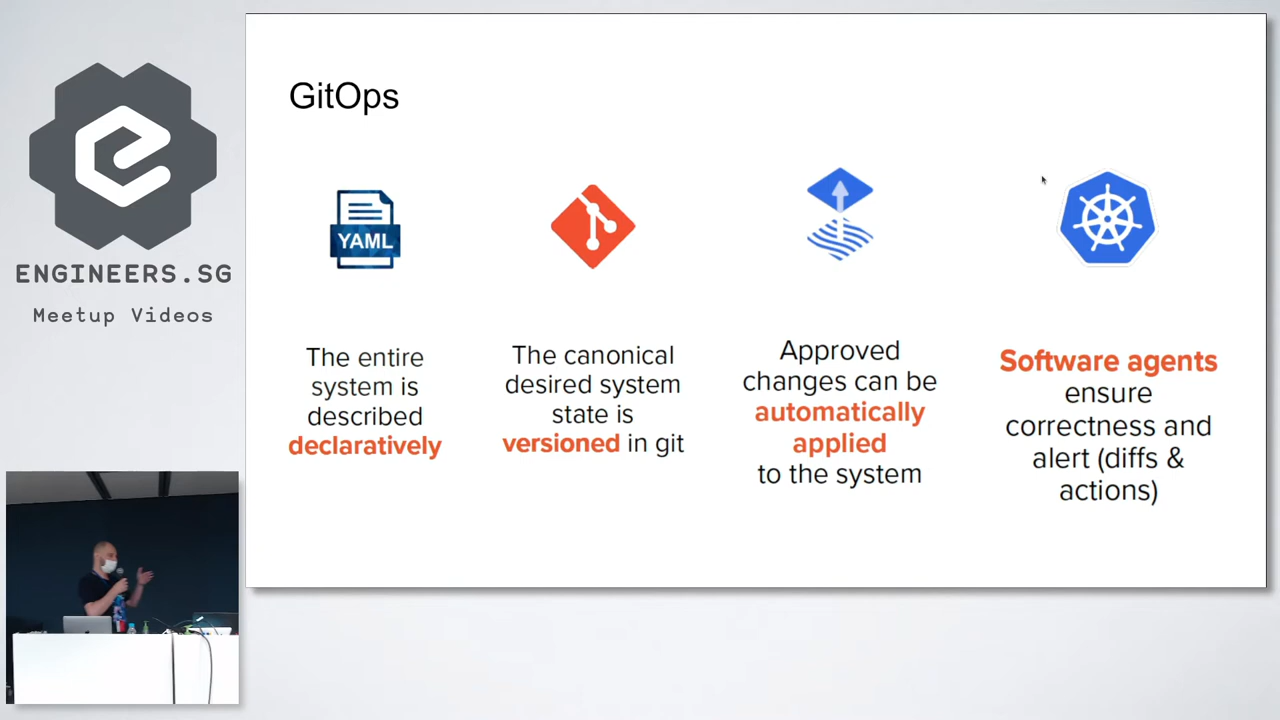 ENGINEERS.SG
Meetup Videos
GitOps
YAML
The entire
system is
described
declaratively
The canonical
desired system
state is
versioned in git
Approved
changes can be
automatically
applied
to the system
Software agents
ensure
correctness and
alert (diffs &
actions)